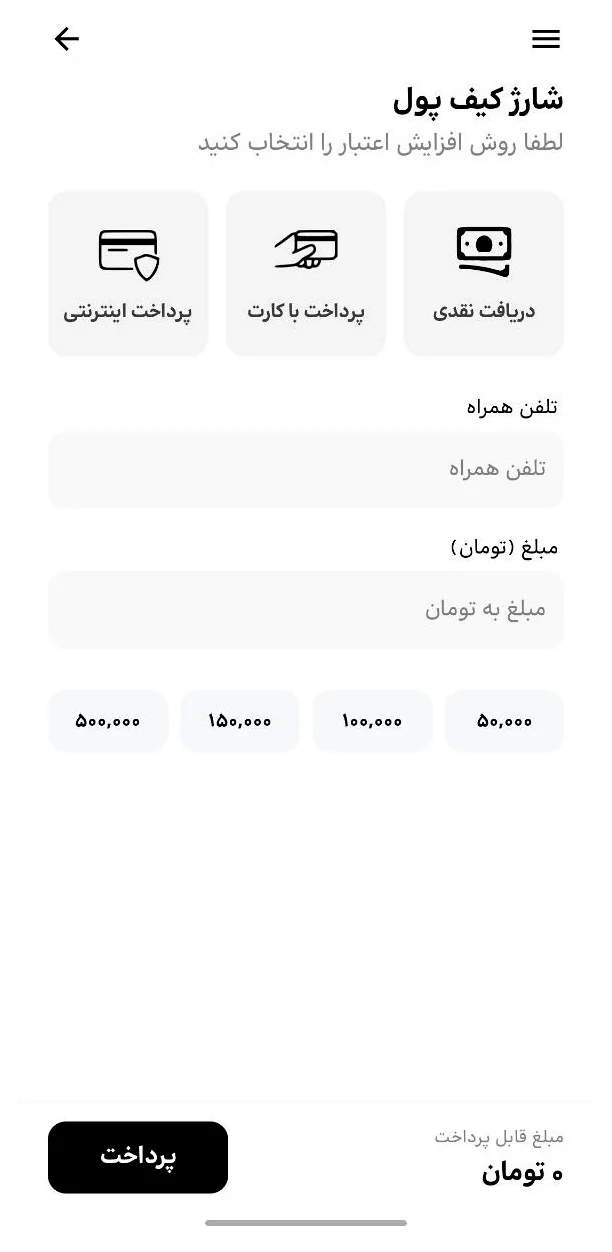 شارژ کیف پول
لطفا روش افزایش اعتبار را انتخاب کنید
دریافت نقدی
پرداخت با کارت
پرداخت اینترنتی
تلفن همراه
تلفن همراه
مبلغ (تومان)
مبلغ به تومان
۵۰,۰۰۰
۱۰۰,۰۰۰
۱۵۰,۰۰۰
۵۰۰,۰۰۰
مبلغ قابل پرداخت
۰ تومان
پرداخت